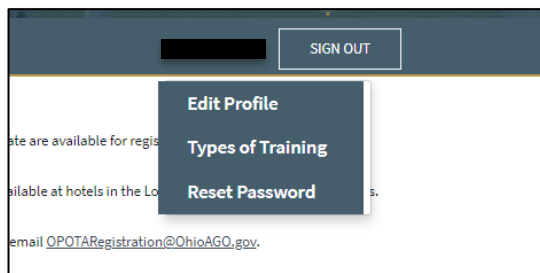 SIGN OUT
Edit Profile
ate are available for regis
Types of Training
ailable at hotels in the Lo
s.
Reset Password
email OPOTARegistration@OhioAGO.gov.